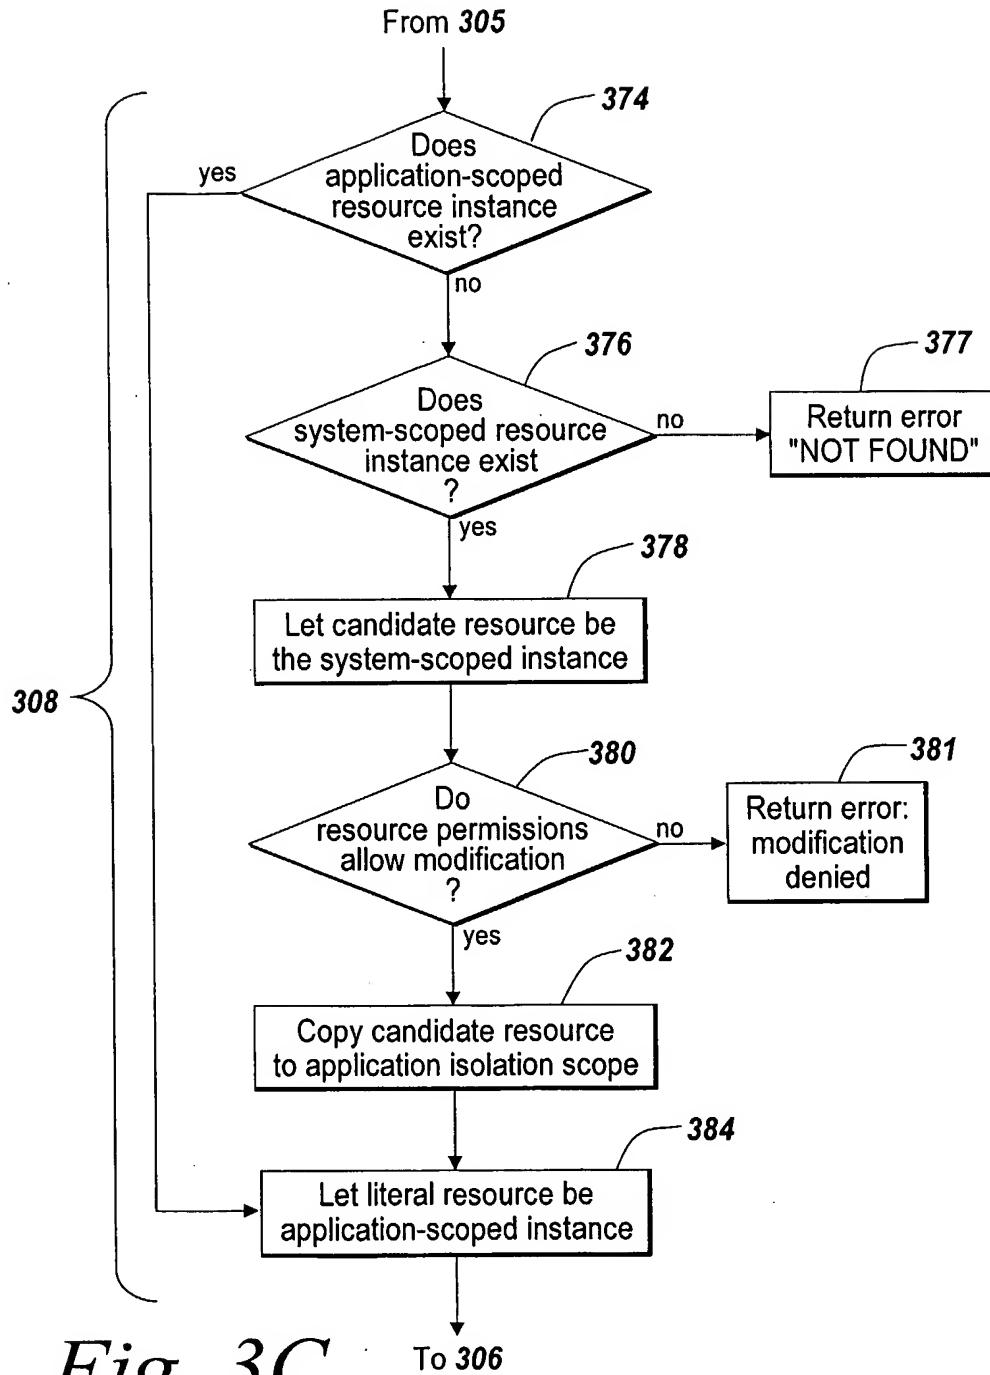 From 305
374
Does
application-scoped
resource instance
exist?
yes
no
376
Does
system-scoped resource
instance exist
?
no
377
Return error
"NOT FOUND"
yes
378
Let candidate resource be
the system-scoped instance
308
380
Do
resource permissions
allow modification
?
no
381
Return error:
modification
denied
yes
382
Copy candidate resource
to application isolation scope
384
Let literal resource be
application-scoped instance
To 306
Fig. 3C